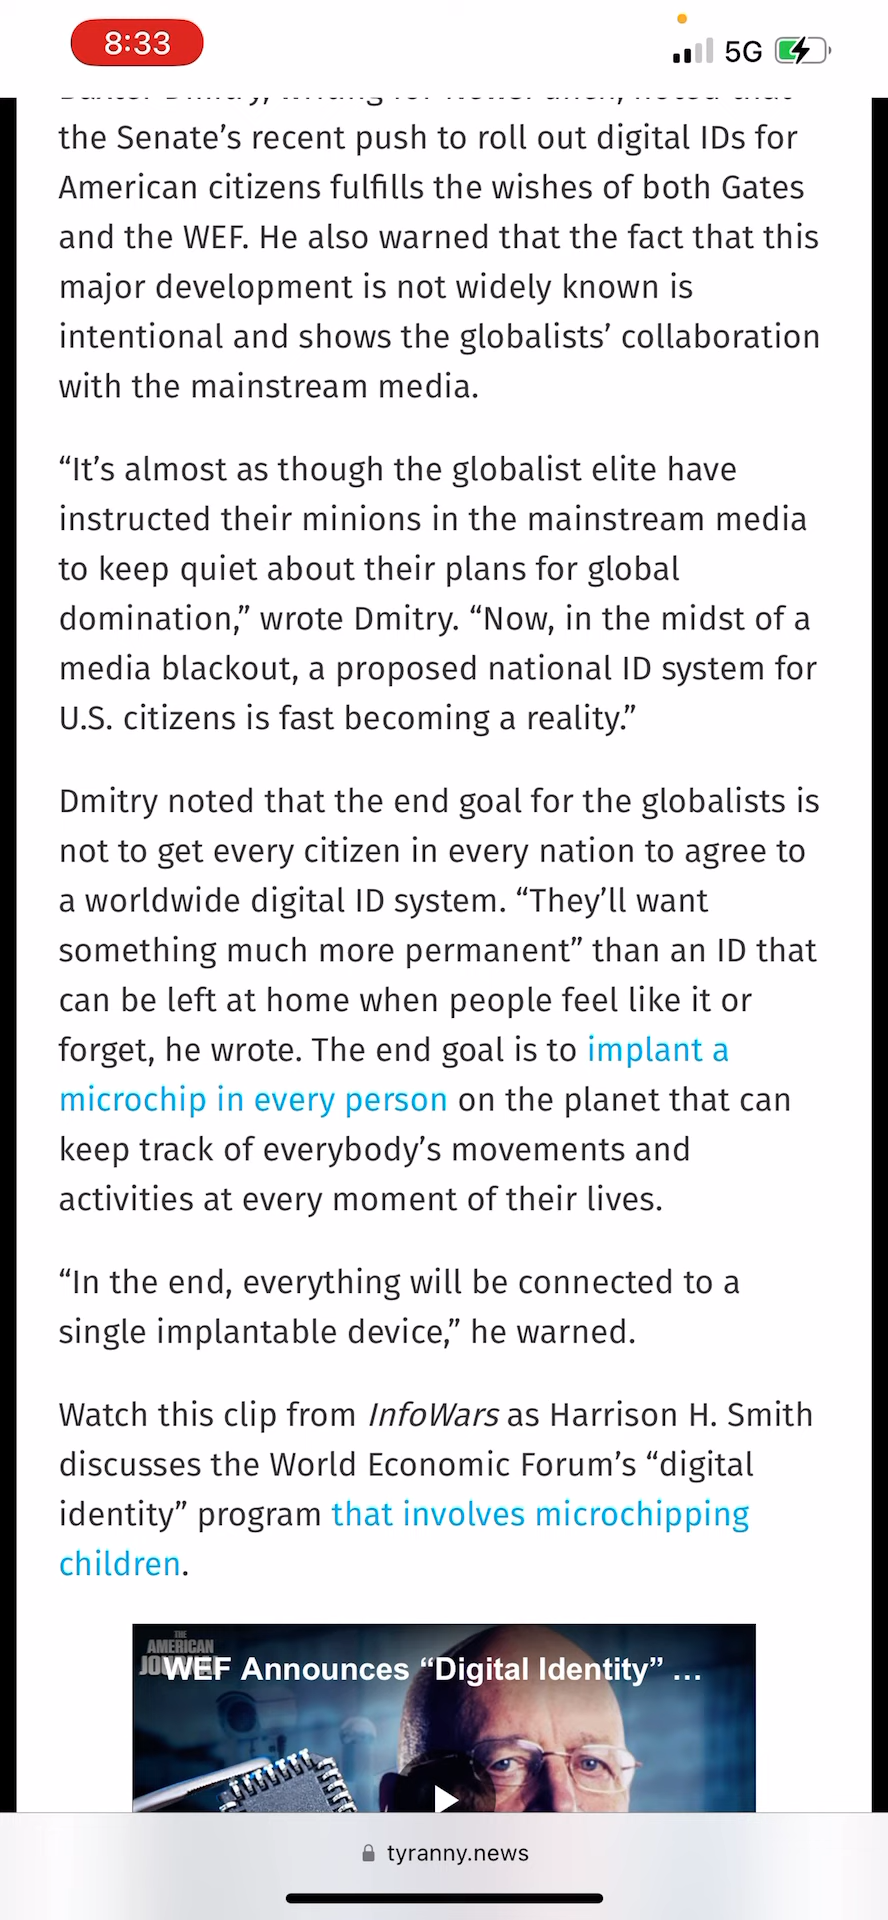 8:33
5G
the Senate’s recent push to roll out digital IDs for
American citizens fulfills the wishes of both Gates
and the WEF. He also warned that the fact that this
major development is not widely known is
intentional and shows the globalists’ collaboration
with the mainstream media.
“It’s almost as though the globalist elite have
instructed their minions in the mainstream media
to keep quiet about their plans for global
domination,” wrote Dmitry. “Now, in the midst of a
media blackout, a proposed national ID system for
U.S. citizens is fast becoming a reality.”
Dmitry noted that the end goal for the globalists is
not to get every citizen in every nation to agree to
a worldwide digital ID system. “They’ll want
something much more permanent” than an ID that
can be left at home when people feel like it or
forget, he wrote. The end goal is to implant a
microchip in every person on the planet that can
keep track of everybody’s movements and
activities at every moment of their lives.
“In the end, everything will be connected to a
single implantable device,” he warned.
Watch this clip from InfoWars as Harrison H. Smith
discusses the World Economic Forum’s “digital
identity” program that involves microchipping
children.
THE
AMERICAN
WEF Announces “Digital Identity” ...
tyranny.news